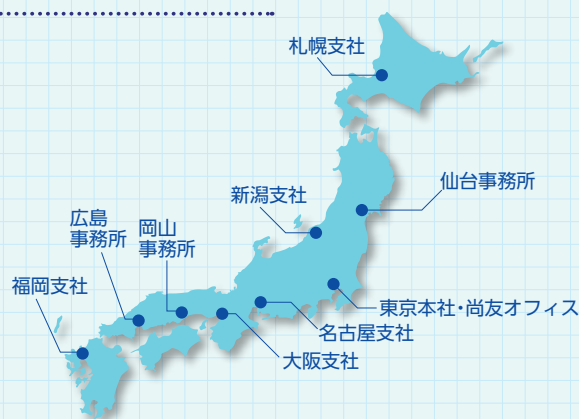 札幌支社
仙台事務所
新潟支社
広島
事務所
岡山
事務所
福岡支社
東京本社・尚友オフィス
名古屋支社
大阪支社